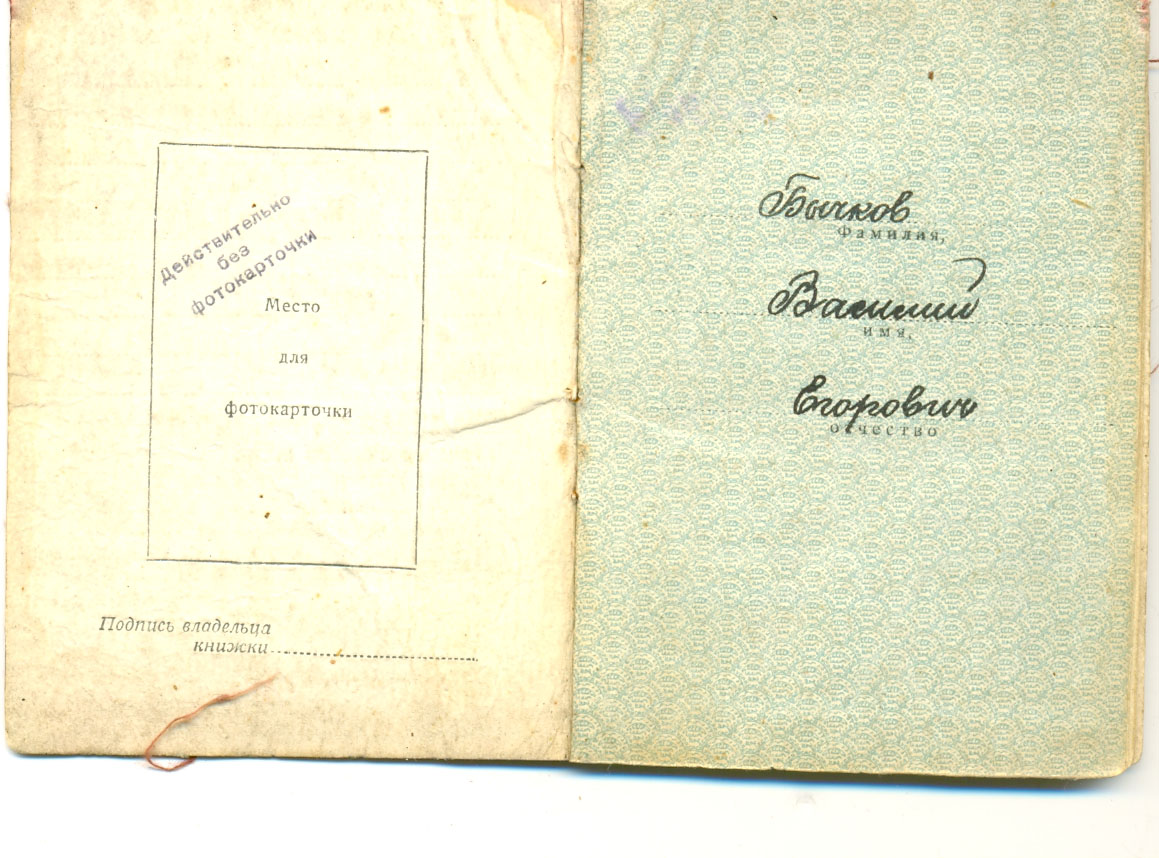 Действительно
без
фотокарточки
Место
для
фотокарточки
Подпись владельца
книжки
Бычков
Фамилия,
Василий
имя,
Егорович
отчество